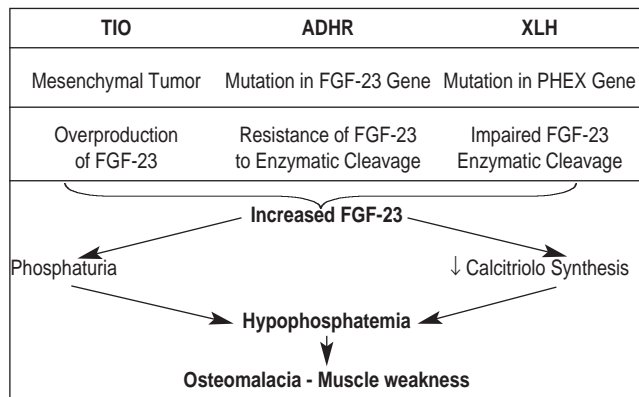 TIO ADHR XLH
Mesenchymal Tumor Mutation in FGF-23 Gene Mutation in PHEX Gene
Overproduction Resistance of FGF-23 Impaired FGF-23
of FGF-23 to Enzymatic Cleavage Enzymatic Cleavage
Increased FGF-23
Phosphaturia ↓ Calcitriolo Synthesis
Hypophosphatemia
Osteomalacia - Muscle weakness